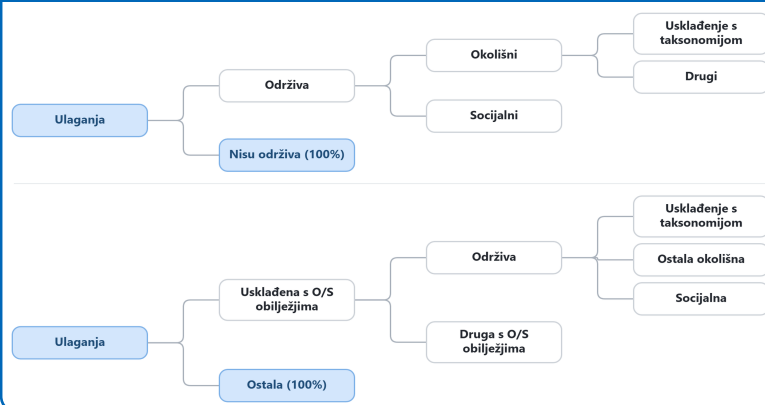 Usklađenje s
taksonomijom
Okolišni
Drugi
Održiva
Socijalni
Ulaganja
Nisu održiva (100%)
Usklađenje s
taksonomijom
Održiva
Ostala okolišna
Usklađena s O/S
obilježjima
Socijalna
Ulaganja
Druga s O/S
obilježjima
Ostala (100%)